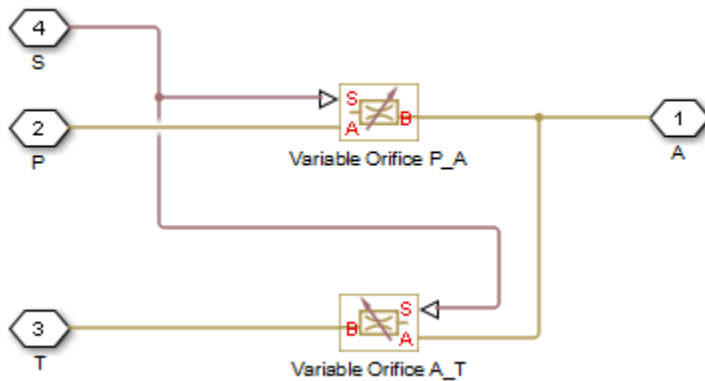 4
S
S
A
B
Variable Orifice P_A
2
P
1
A
3
T
B
S
A
Variable Orifice A_T